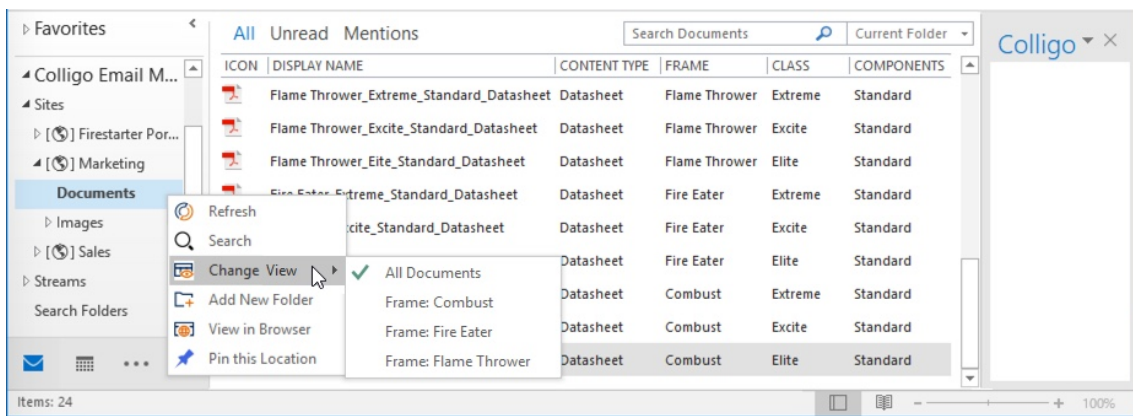 Favorites
Colligo Email M...
Sites
[ ] Firestarter Por...
[ ] Marketing
Documents
Images
[ ] Sales
Streams
Search Folders
All Unread Mentions Search Documents Current Folder
ICON DISPLAY NAME CONTENT TYPE FRAME CLASS COMPONENTS
Flame Thrower_Extreme_Standard_Datasheet Datasheet Flame Thrower Extreme Standard
Flame Thrower_Excite_Standard_Datasheet Datasheet Flame Thrower Excite Standard
Flame Thrower_Eite_Standard_Datasheet Datasheet Flame Thrower Elite Standard
Fire Eater_Extreme_Standard_Datasheet Datasheet Fire Eater Extreme Standard
xcite_Standard_Datasheet Datasheet Fire Eater Excite Standard
Datasheet Fire Eater Elite Standard
Datasheet Combust Extreme Standard
Datasheet Combust Excite Standard
Datasheet Combust Elite Standard
Refresh
Search
Change View
Add New Folder
View in Browser
Pin this Location
All Documents
Frame: Combust
Frame: Fire Eater
Frame: Flame Thrower
Colligo
Items: 24 100%